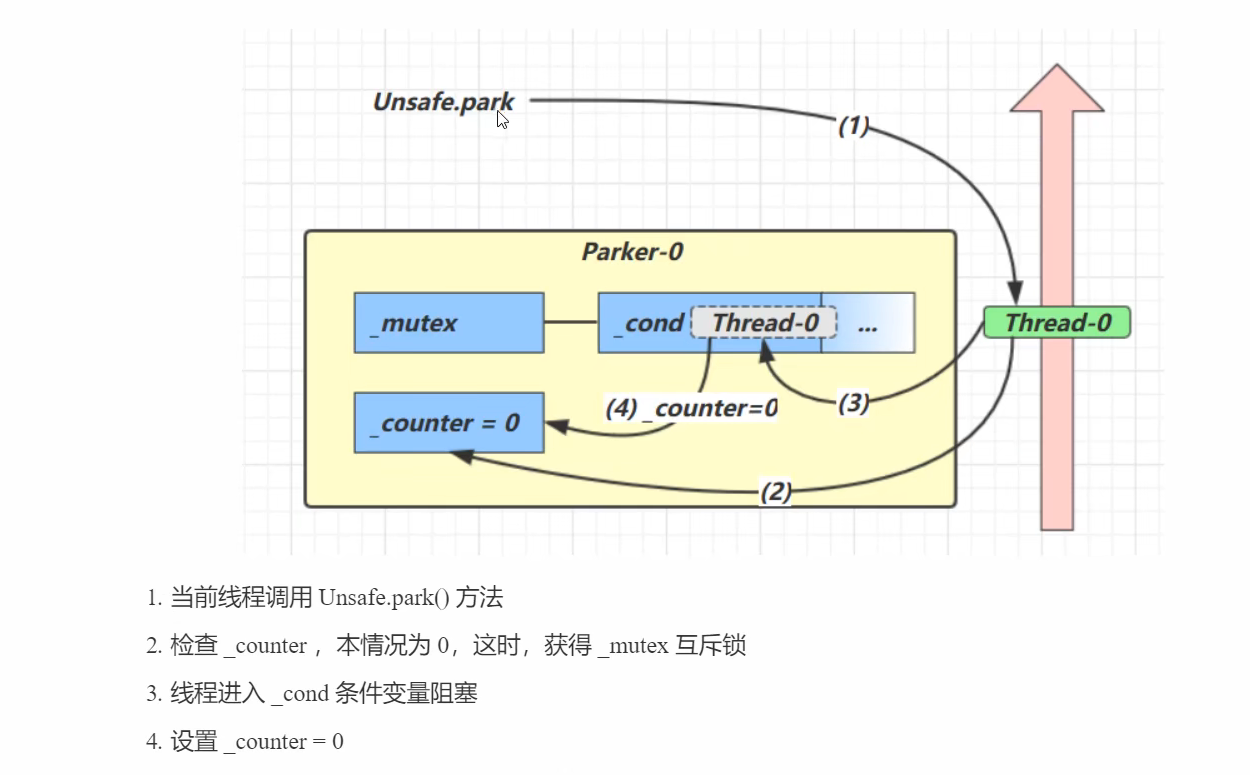 Unsafe.park
(1)
Parker-0
_mutex
_cond
Thread-0
...
Thread-0
(4) _counter=0
(3)
_counter = 0
(2)
1. 当前线程调用 Unsafe.park() 方法
2. 检查 _counter ，本情况为 0，这时，获得 _mutex 互斥锁
3. 线程进入 _cond 条件变量阻塞
4. 设置 _counter = 0